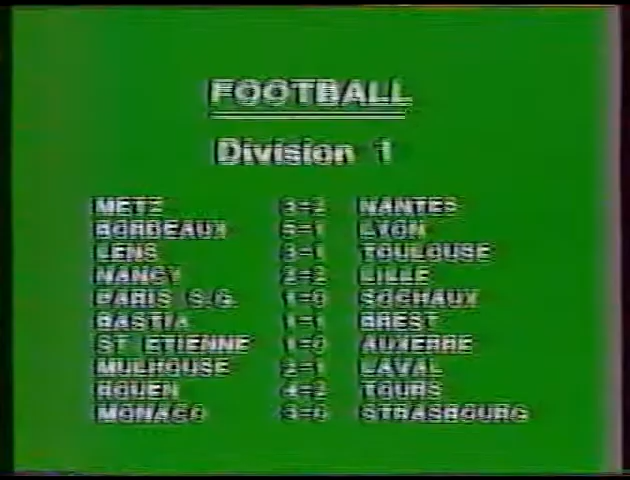 FOOTBALL
Division 1
METZ 3-2 NANTES
BORDEAUX 5-1 LYON
LENS 3-1 TOULOUSE
NANCY 2-2 LILLE
PARIS S.G. 1-0 SOCHAUX
BASTIA 1-1 BREST
ST ETIENNE 1-0 AUXERRE
MULHOUSE 2-1 LAVAL
ROUEN 4-2 TOURS
MONACO 3-0 STRASBOURG